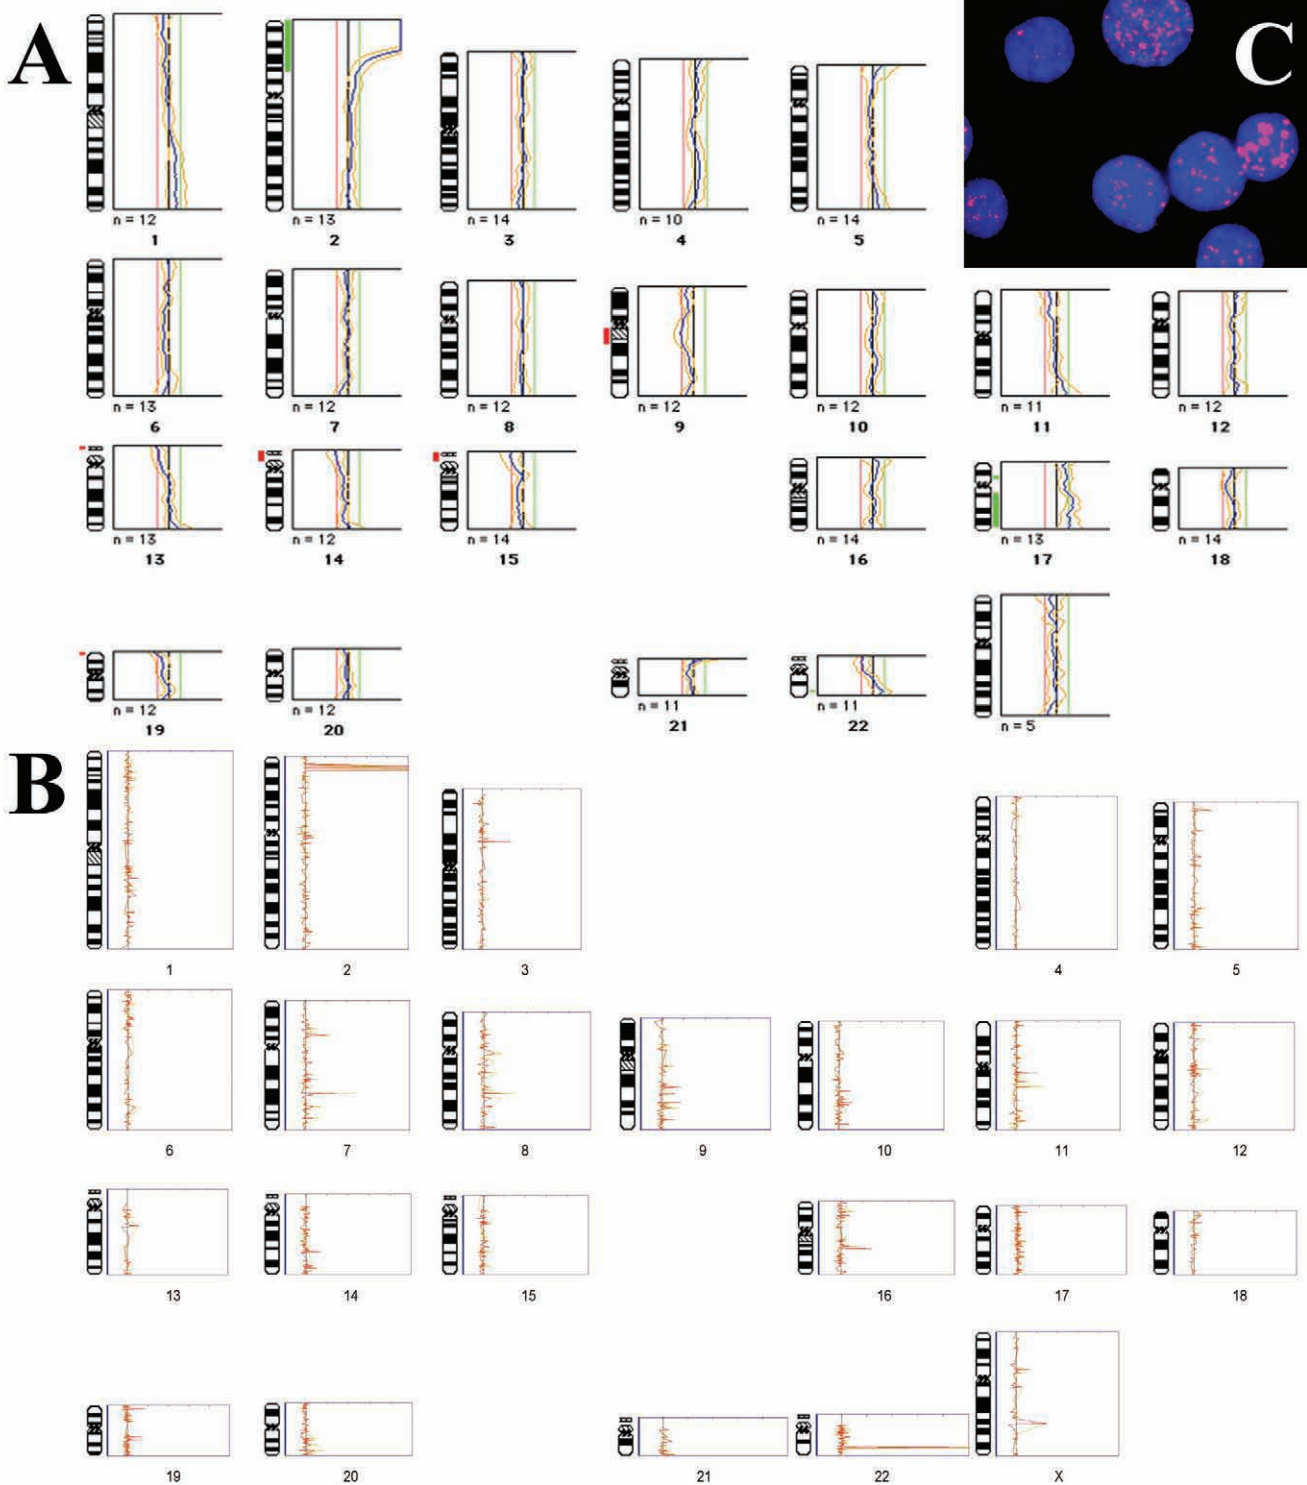 A
C
n = 12
n = 13
n = 14
n = 10
n = 14
1
2
3
4
5
n = 13
n = 12
n = 12
n = 12
n = 12
n = 11
n = 12
6
7
8
9
10
11
12
n = 13
n = 12
n = 14
n = 14
n = 13
n = 14
13
14
15
16
17
18
n = 12
n = 12
n = 11
n = 11
n = 5
19
20
21
22
B
1
2
3
4
5
6
7
8
9
10
11
12
13
14
15
16
17
18
19
20
21
22
X